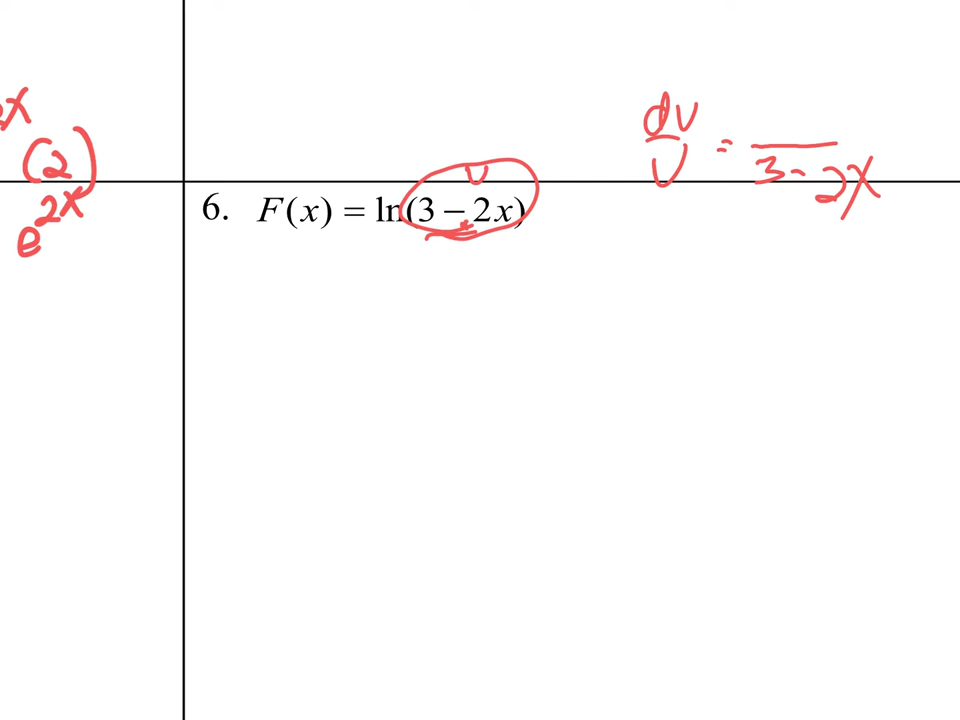 (2)
e^2x
dv/v = /3-2x
v
6. F(x) = ln(3 − 2x)